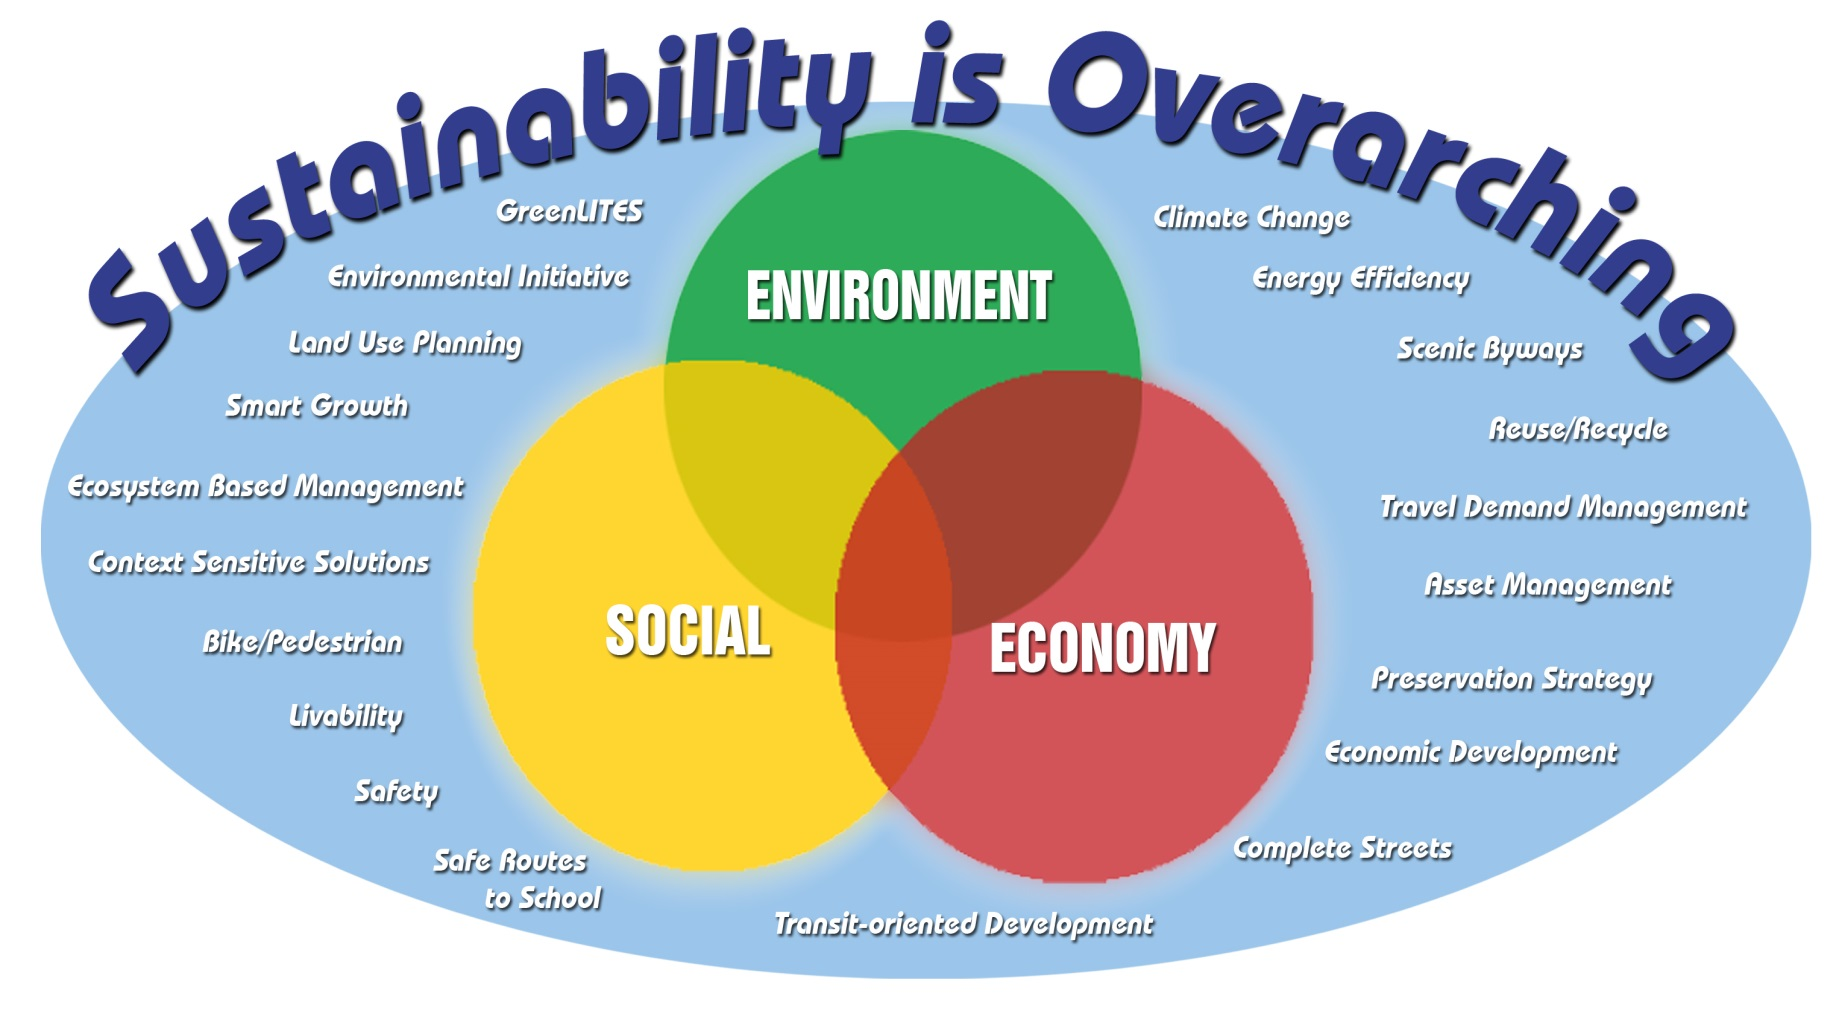 Sustainability is Overarching
GreenLITES
Environmental Initiative
Land Use Planning
Smart Growth
Ecosystem Based Management
Context Sensitive Solutions
Bike/Pedestrian
Livability
Safety
Safe Routes
to School
ENVIRONMENT
SOCIAL
ECONOMY
Climate Change
Energy Efficiency
Scenic Byways
Reuse/Recycle
Travel Demand Management
Asset Management
Preservation Strategy
Economic Development
Complete Streets
Transit-oriented Development